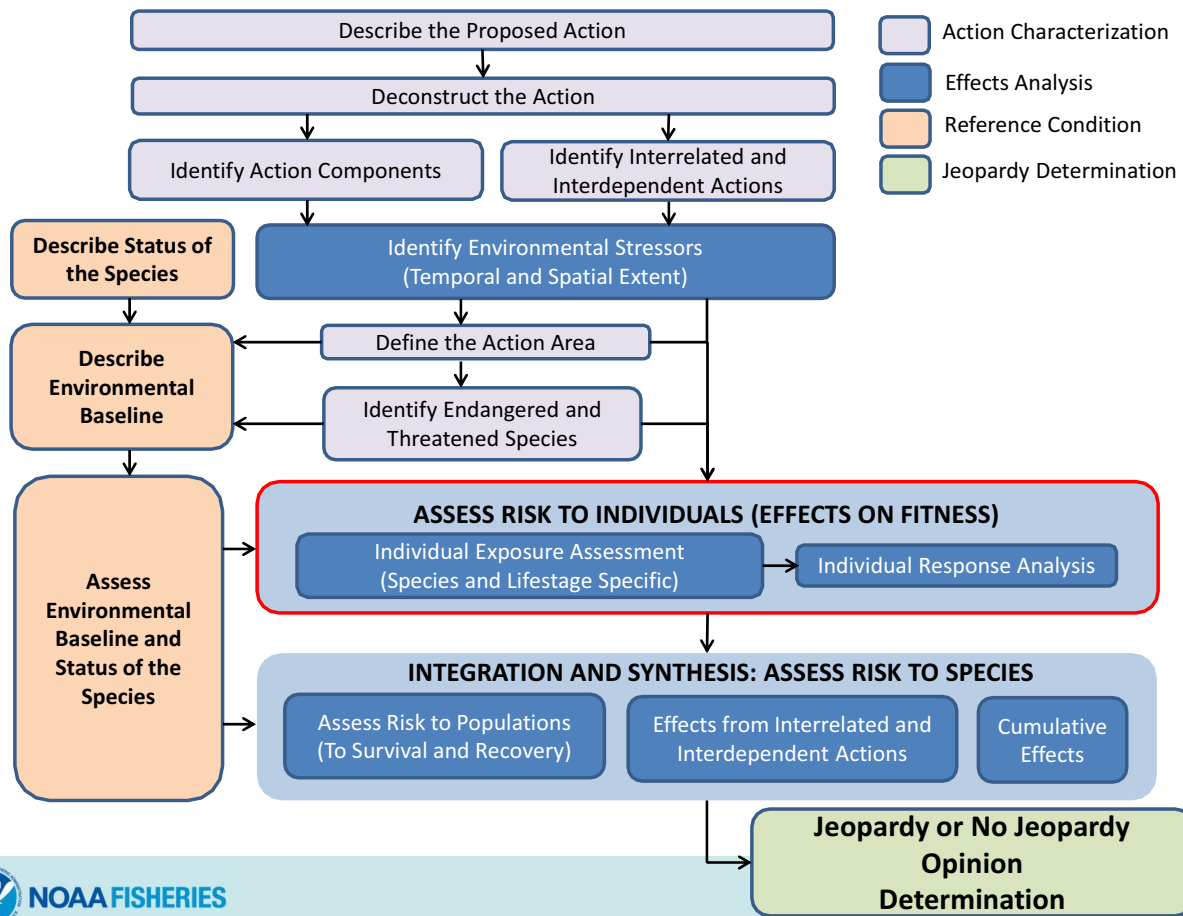 Describe the Proposed Action
Action Characterization
Deconstruct the Action
Effects Analysis
Reference Condition
Jeopardy Determination
Identify Action Components
Identify Interrelated and
Interdependent Actions
Describe Status of
the Species
Identify Environmental Stressors
(Temporal and Spatial Extent)
Define the Action Area
Describe
Environmental
Baseline
Identify Endangered and
Threatened Species
Assess
Environmental
Baseline and
Status of the
Species
ASSESS RISK TO INDIVIDUALS (EFFECTS ON FITNESS)
Individual Exposure Assessment
(Species and Lifestage Specific)
Individual Response Analysis
INTEGRATION AND SYNTHESIS: ASSESS RISK TO SPECIES
Assess Risk to Populations
(To Survival and Recovery)
Effects from Interrelated and
Interdependent Actions
Cumulative
Effects
Jeopardy or No Jeopardy
Opinion
Determination
NOAA FISHERIES